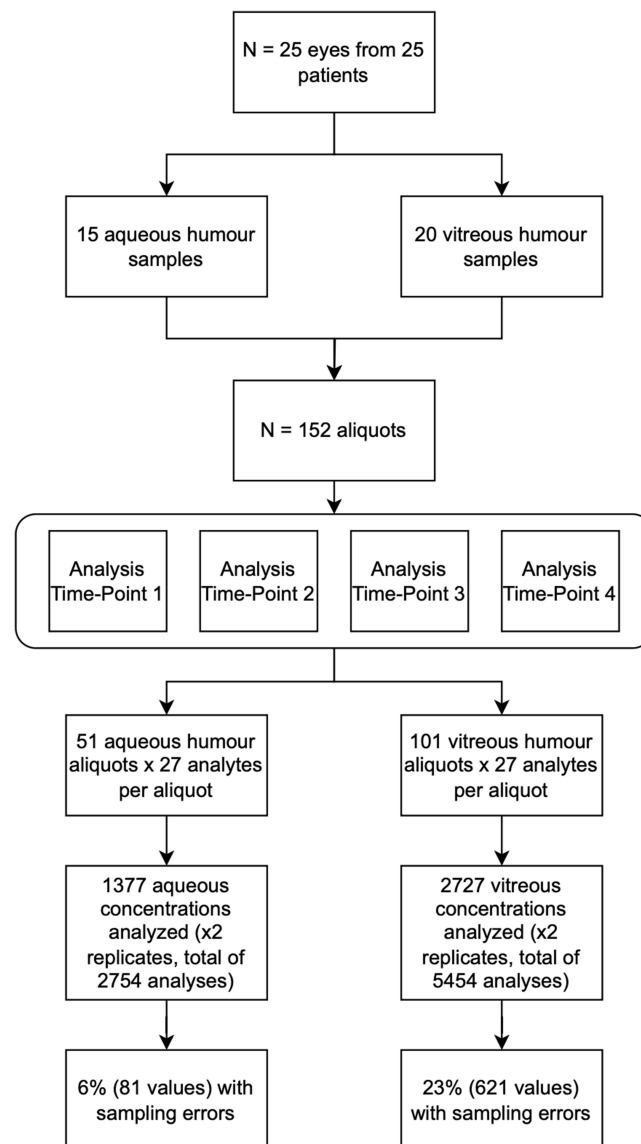 N = 25 eyes from 25
patients
15 aqueous humour
samples
20 vitreous humour
samples
N = 152 aliquots
Analysis
Time-Point 1
Analysis
Time-Point 2
Analysis
Time-Point 3
Analysis
Time-Point 4
51 aqueous humour
aliquots x 27 analytes
per aliquot
101 vitreous humour
aliquots x 27 analytes
per aliquot
1377 aqueous
concentrations
analyzed (x2
replicates, total of
2754 analyses)
2727 vitreous
concentrations
analyzed (x2
replicates, total of
5454 analyses)
6% (81 values) with
sampling errors
23% (621 values)
with sampling errors